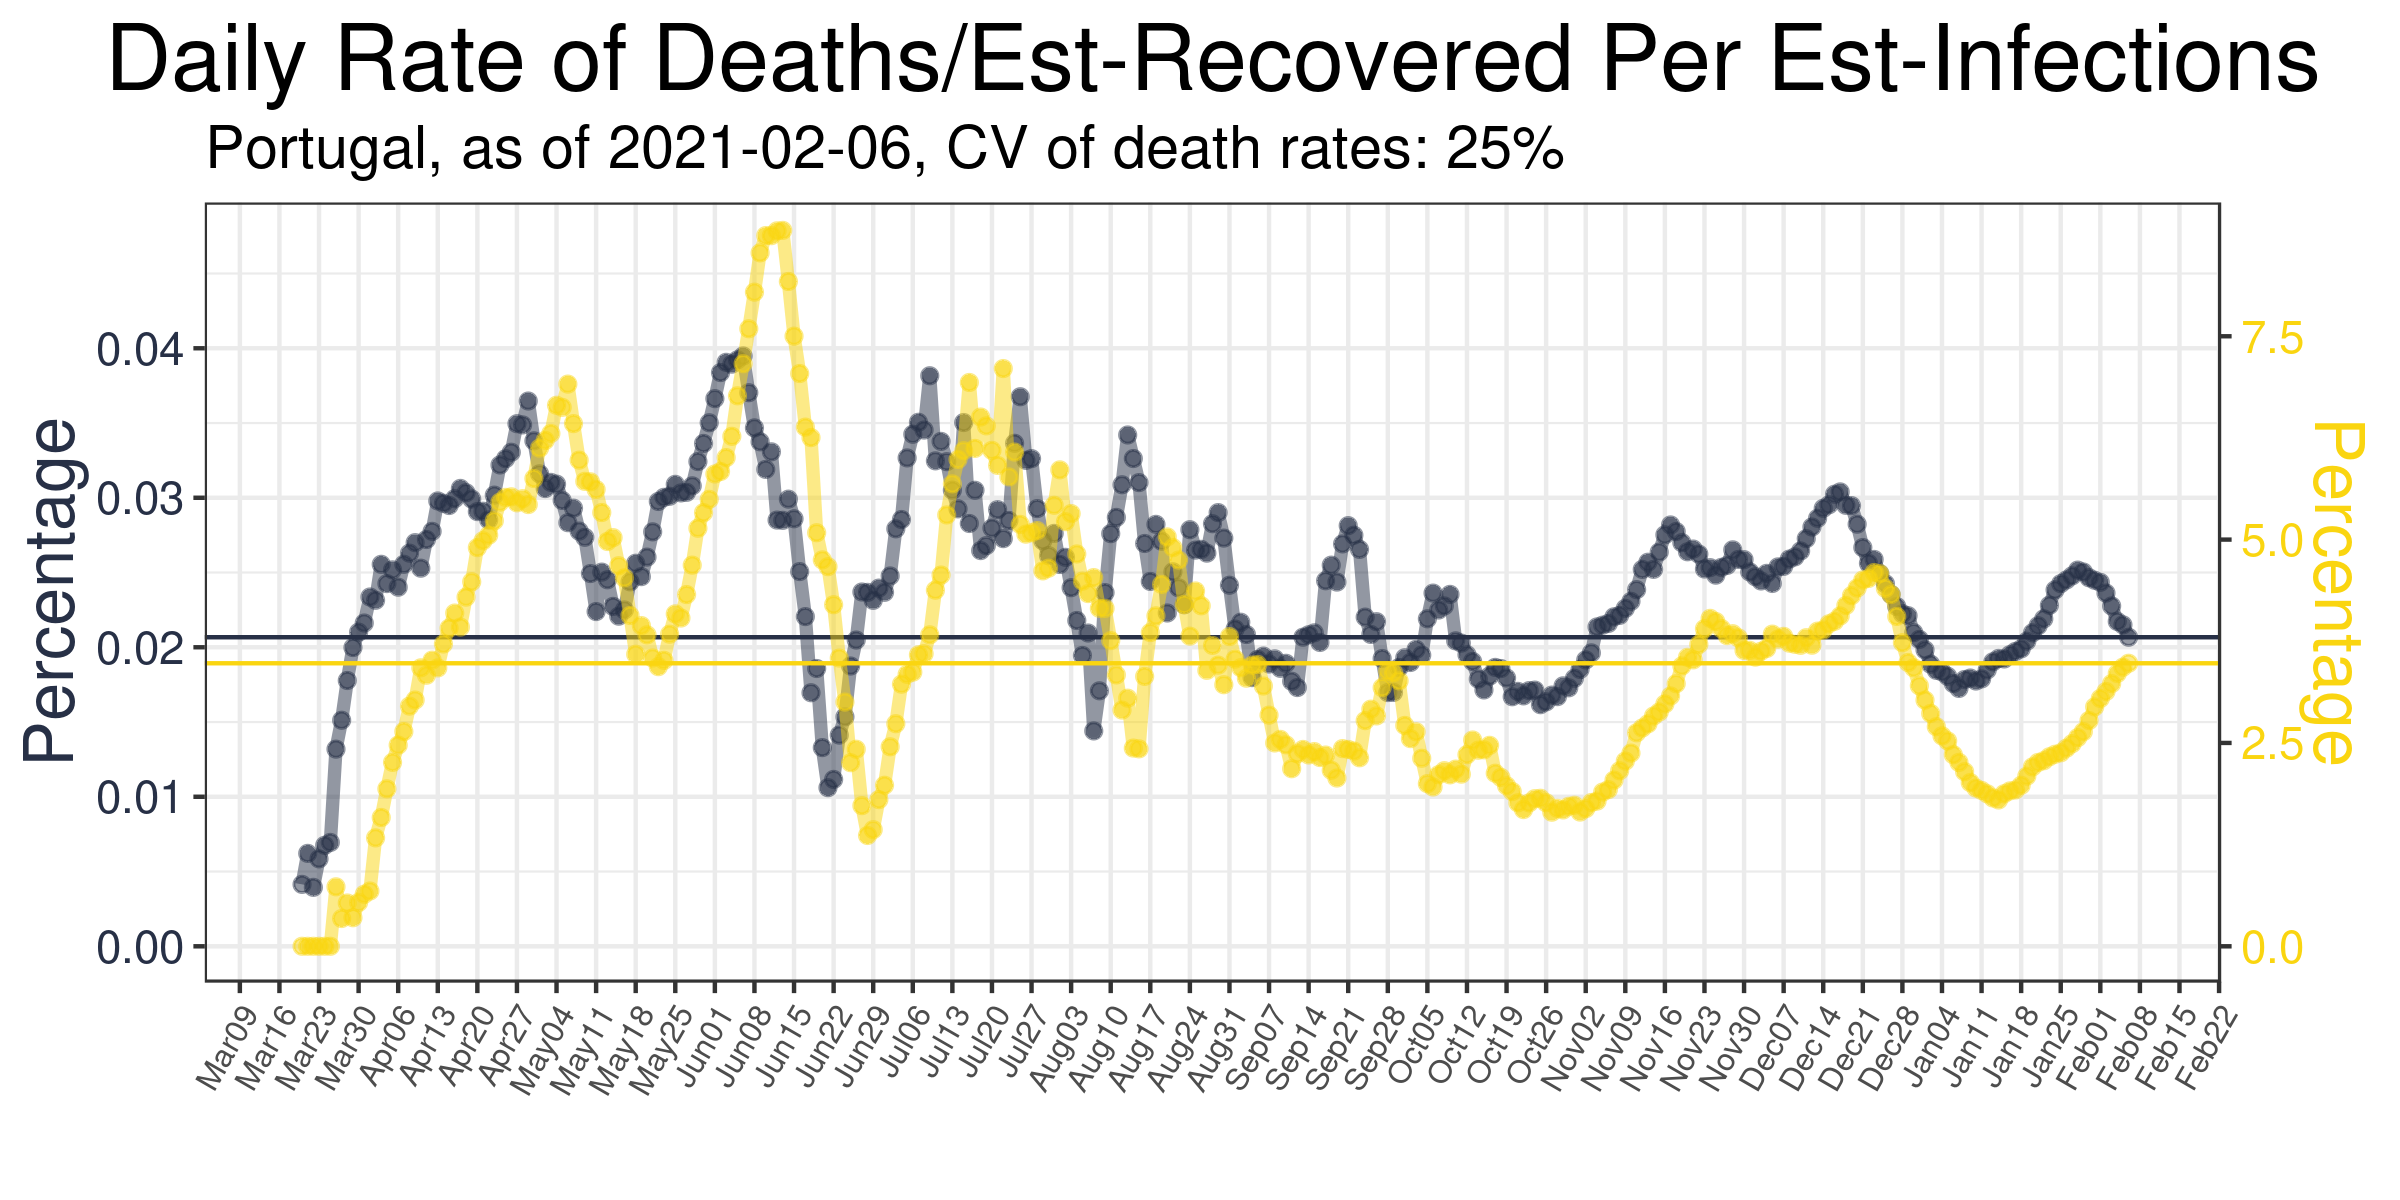 Daily Rate of Deaths/Est-Recovered Per Est-Infections
Portugal, as of 2021-02-06, CV of death rates: 25%
Percentage
0.04
0.03
0.02
0.01
0.00
7.5
5.0
2.5
0.0
Percentage
Mar09
Mar16
Mar23
Mar30
Apr06
Apr13
Apr20
Apr27
May04
May11
May18
May25
Jun01
Jun08
Jun15
Jun22
Jun29
Jul06
Jul13
Jul20
Jul27
Aug03
Aug10
Aug17
Aug24
Aug31
Sep07
Sep14
Sep21
Sep28
Oct05
Oct12
Oct19
Oct26
Nov02
Nov09
Nov16
Nov23
Nov30
Dec07
Dec14
Dec21
Dec28
Jan04
Jan11
Jan18
Jan25
Feb01
Feb08
Feb15
Feb22